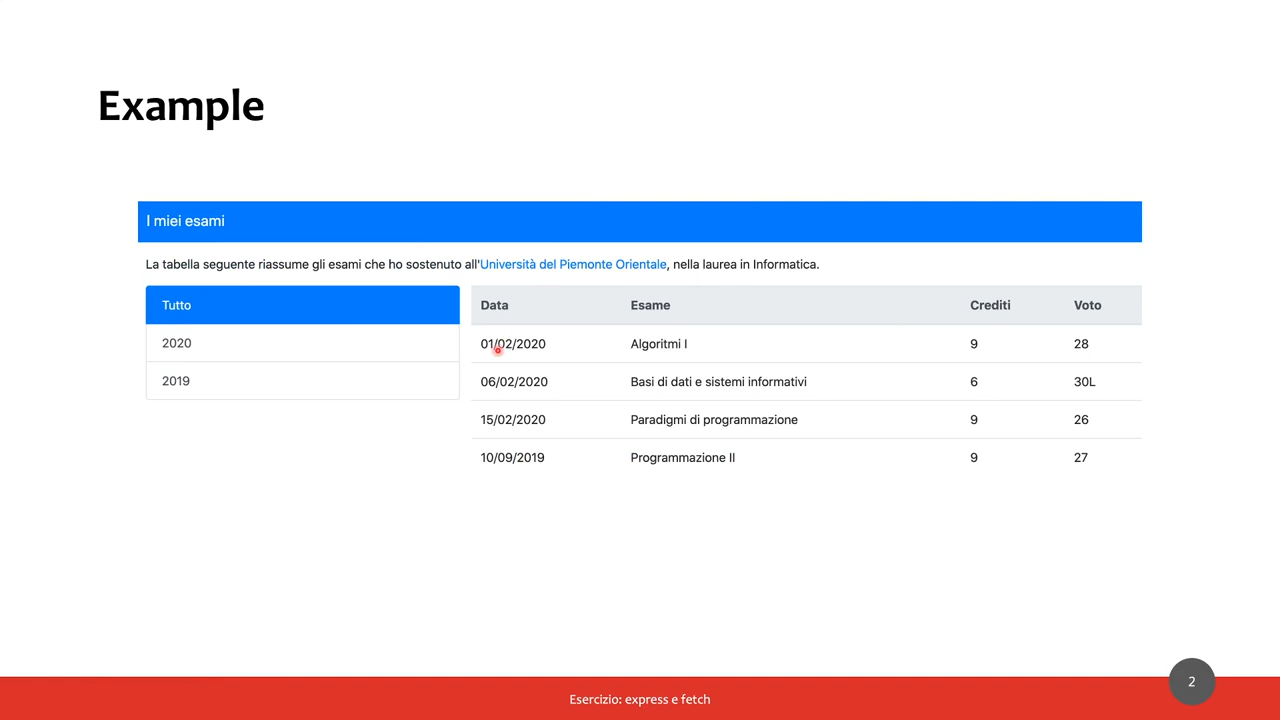 Example
I miei esami
La tabella seguente riassume gli esami che ho sostenuto all'Università del Piemonte Orientale, nella laurea in Informatica.
Tutto
2020
2019
Data Esame Crediti Voto
01/02/2020 Algoritmi I 9 28
06/02/2020 Basi di dati e sistemi informativi 6 30L
15/02/2020 Paradigmi di programmazione 9 26
10/09/2019 Programmazione II 9 27
Esercizio: express e fetch
2